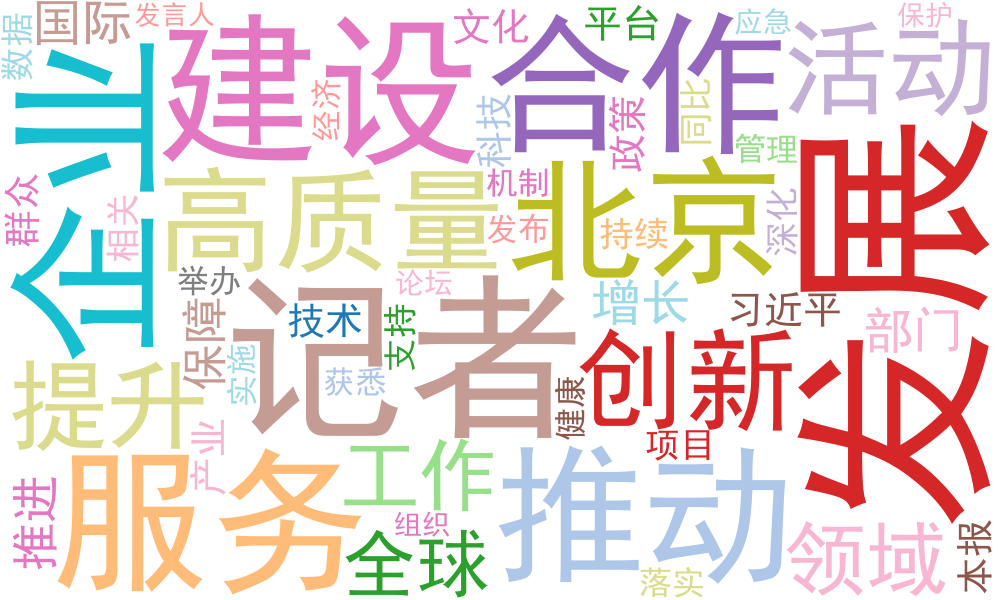 国际
发言人
文化
平台
应急
保护
数据
企业
建设
合作
活动
经济
科技
政策
同比
管理
发展
群众
相关
高质量
机制
发布
北京
持续
深化
举办
论坛
增长
习近平
部门
保障
记者
技术
支持
创新
提升
实施
获悉
健康
项目
产业
服务
工作
推动
推进
组织
全球
领域
本报
落实